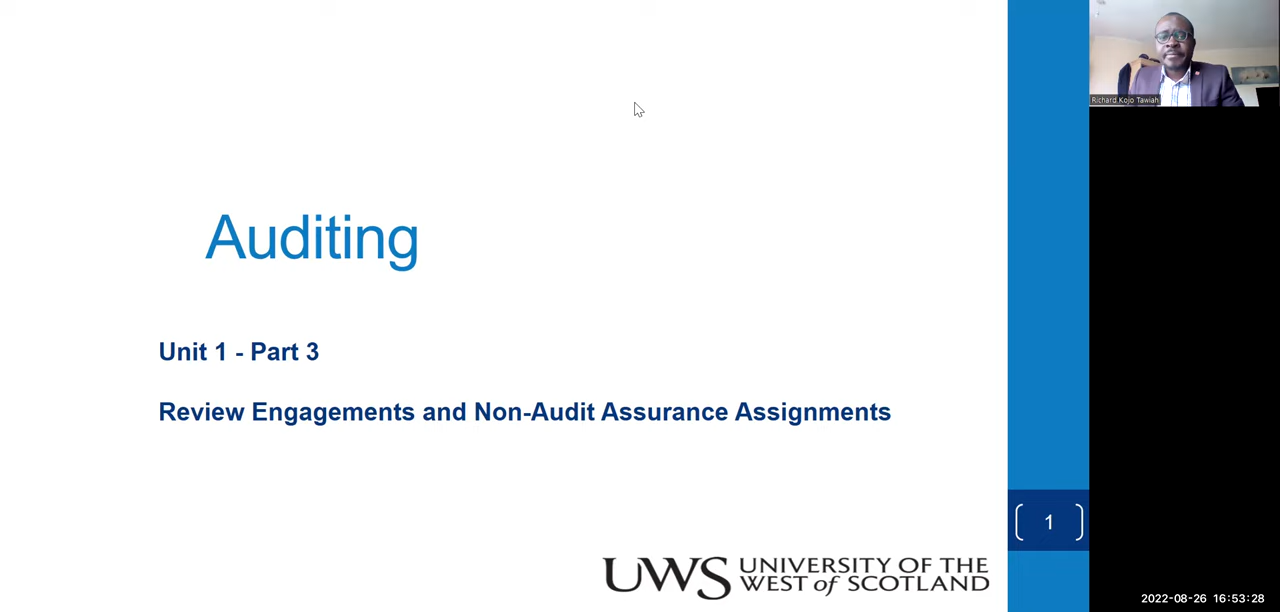 Auditing
Unit 1 - Part 3
Review Engagements and Non-Audit Assurance Assignments
1
UWS UNIVERSITY OF THE
WEST of SCOTLAND
Richard Kojo Tawiah
2022-08-26 16:53:28